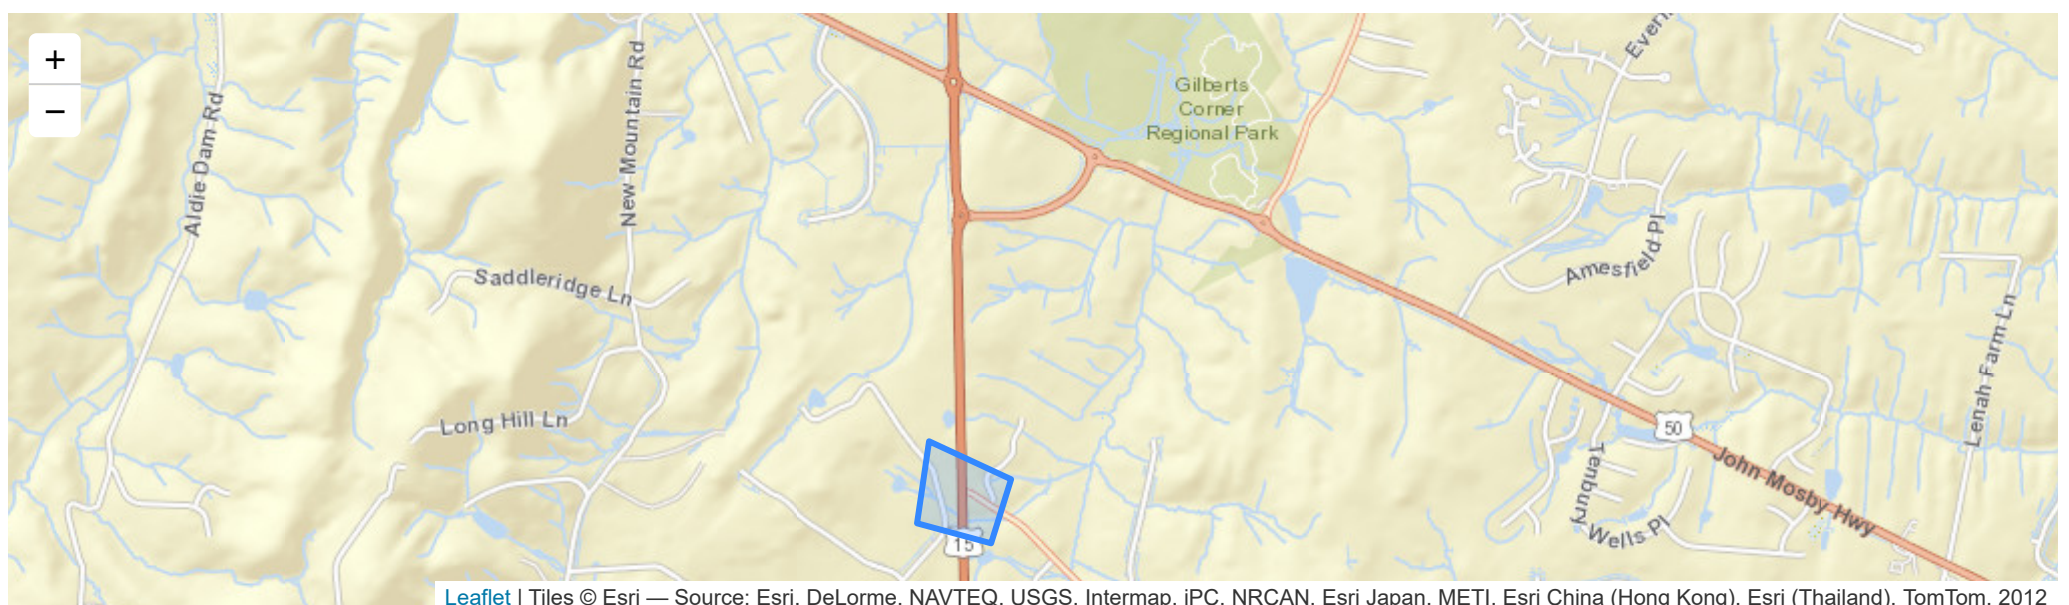 +
−
Aldie Dam Rd
New Mountain Rd
Gilberts
Corner
Regional Park
Saddleridge Ln
Amesfield Pl
Lenah Farm Ln
Long Hill Ln
50
John Mosby Hwy
Tenbury
Wells Pl
15
Leaflet | Tiles © Esri — Source: Esri, DeLorme, NAVTEQ, USGS, Intermap, iPC, NRCAN, Esri Japan, METI, Esri China (Hong Kong), Esri (Thailand), TomTom, 2012